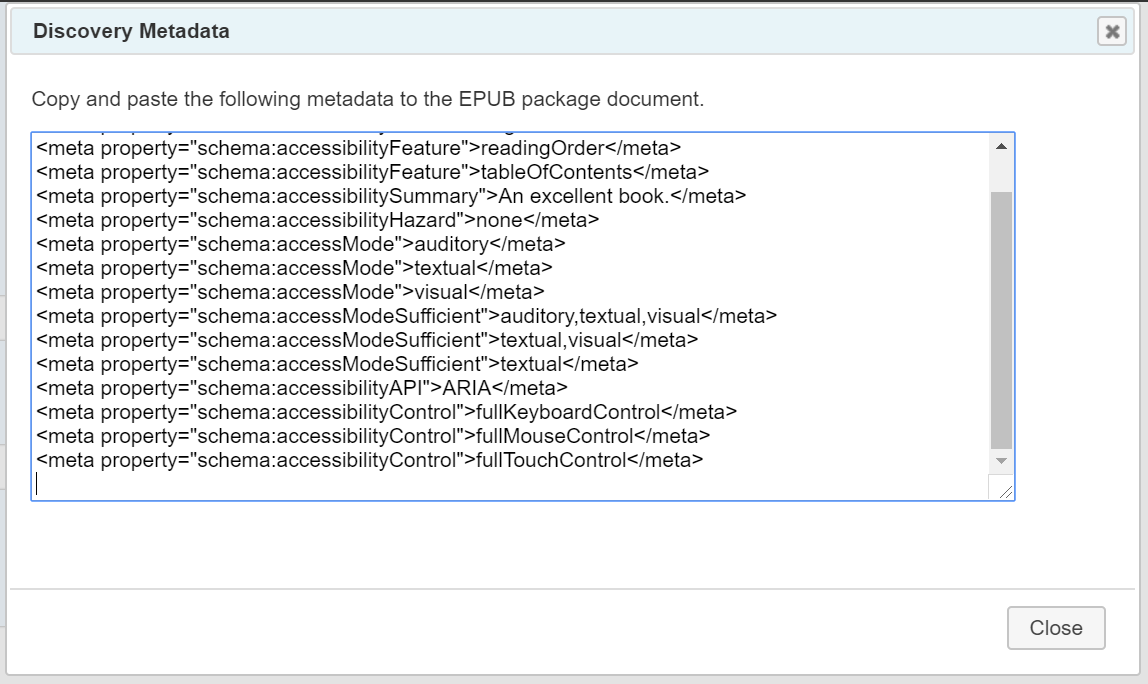 Discovery Metadata
Copy and paste the following metadata to the EPUB package document.
<meta property="schema:accessibilityFeature">readingOrder</meta>
<meta property="schema:accessibilityFeature">tableOfContents</meta>
<meta property="schema:accessibilitySummary">An excellent book.</meta>
<meta property="schema:accessibilityHazard">none</meta>
<meta property="schema:accessMode">auditory</meta>
<meta property="schema:accessMode">textual</meta>
<meta property="schema:accessMode">visual</meta>
<meta property="schema:accessModeSufficient">auditory,textual,visual</meta>
<meta property="schema:accessModeSufficient">textual,visual</meta>
<meta property="schema:accessModeSufficient">textual</meta>
<meta property="schema:accessibilityAPI">ARIA</meta>
<meta property="schema:accessibilityControl">fullKeyboardControl</meta>
<meta property="schema:accessibilityControl">fullMouseControl</meta>
<meta property="schema:accessibilityControl">fullTouchControl</meta>
Close